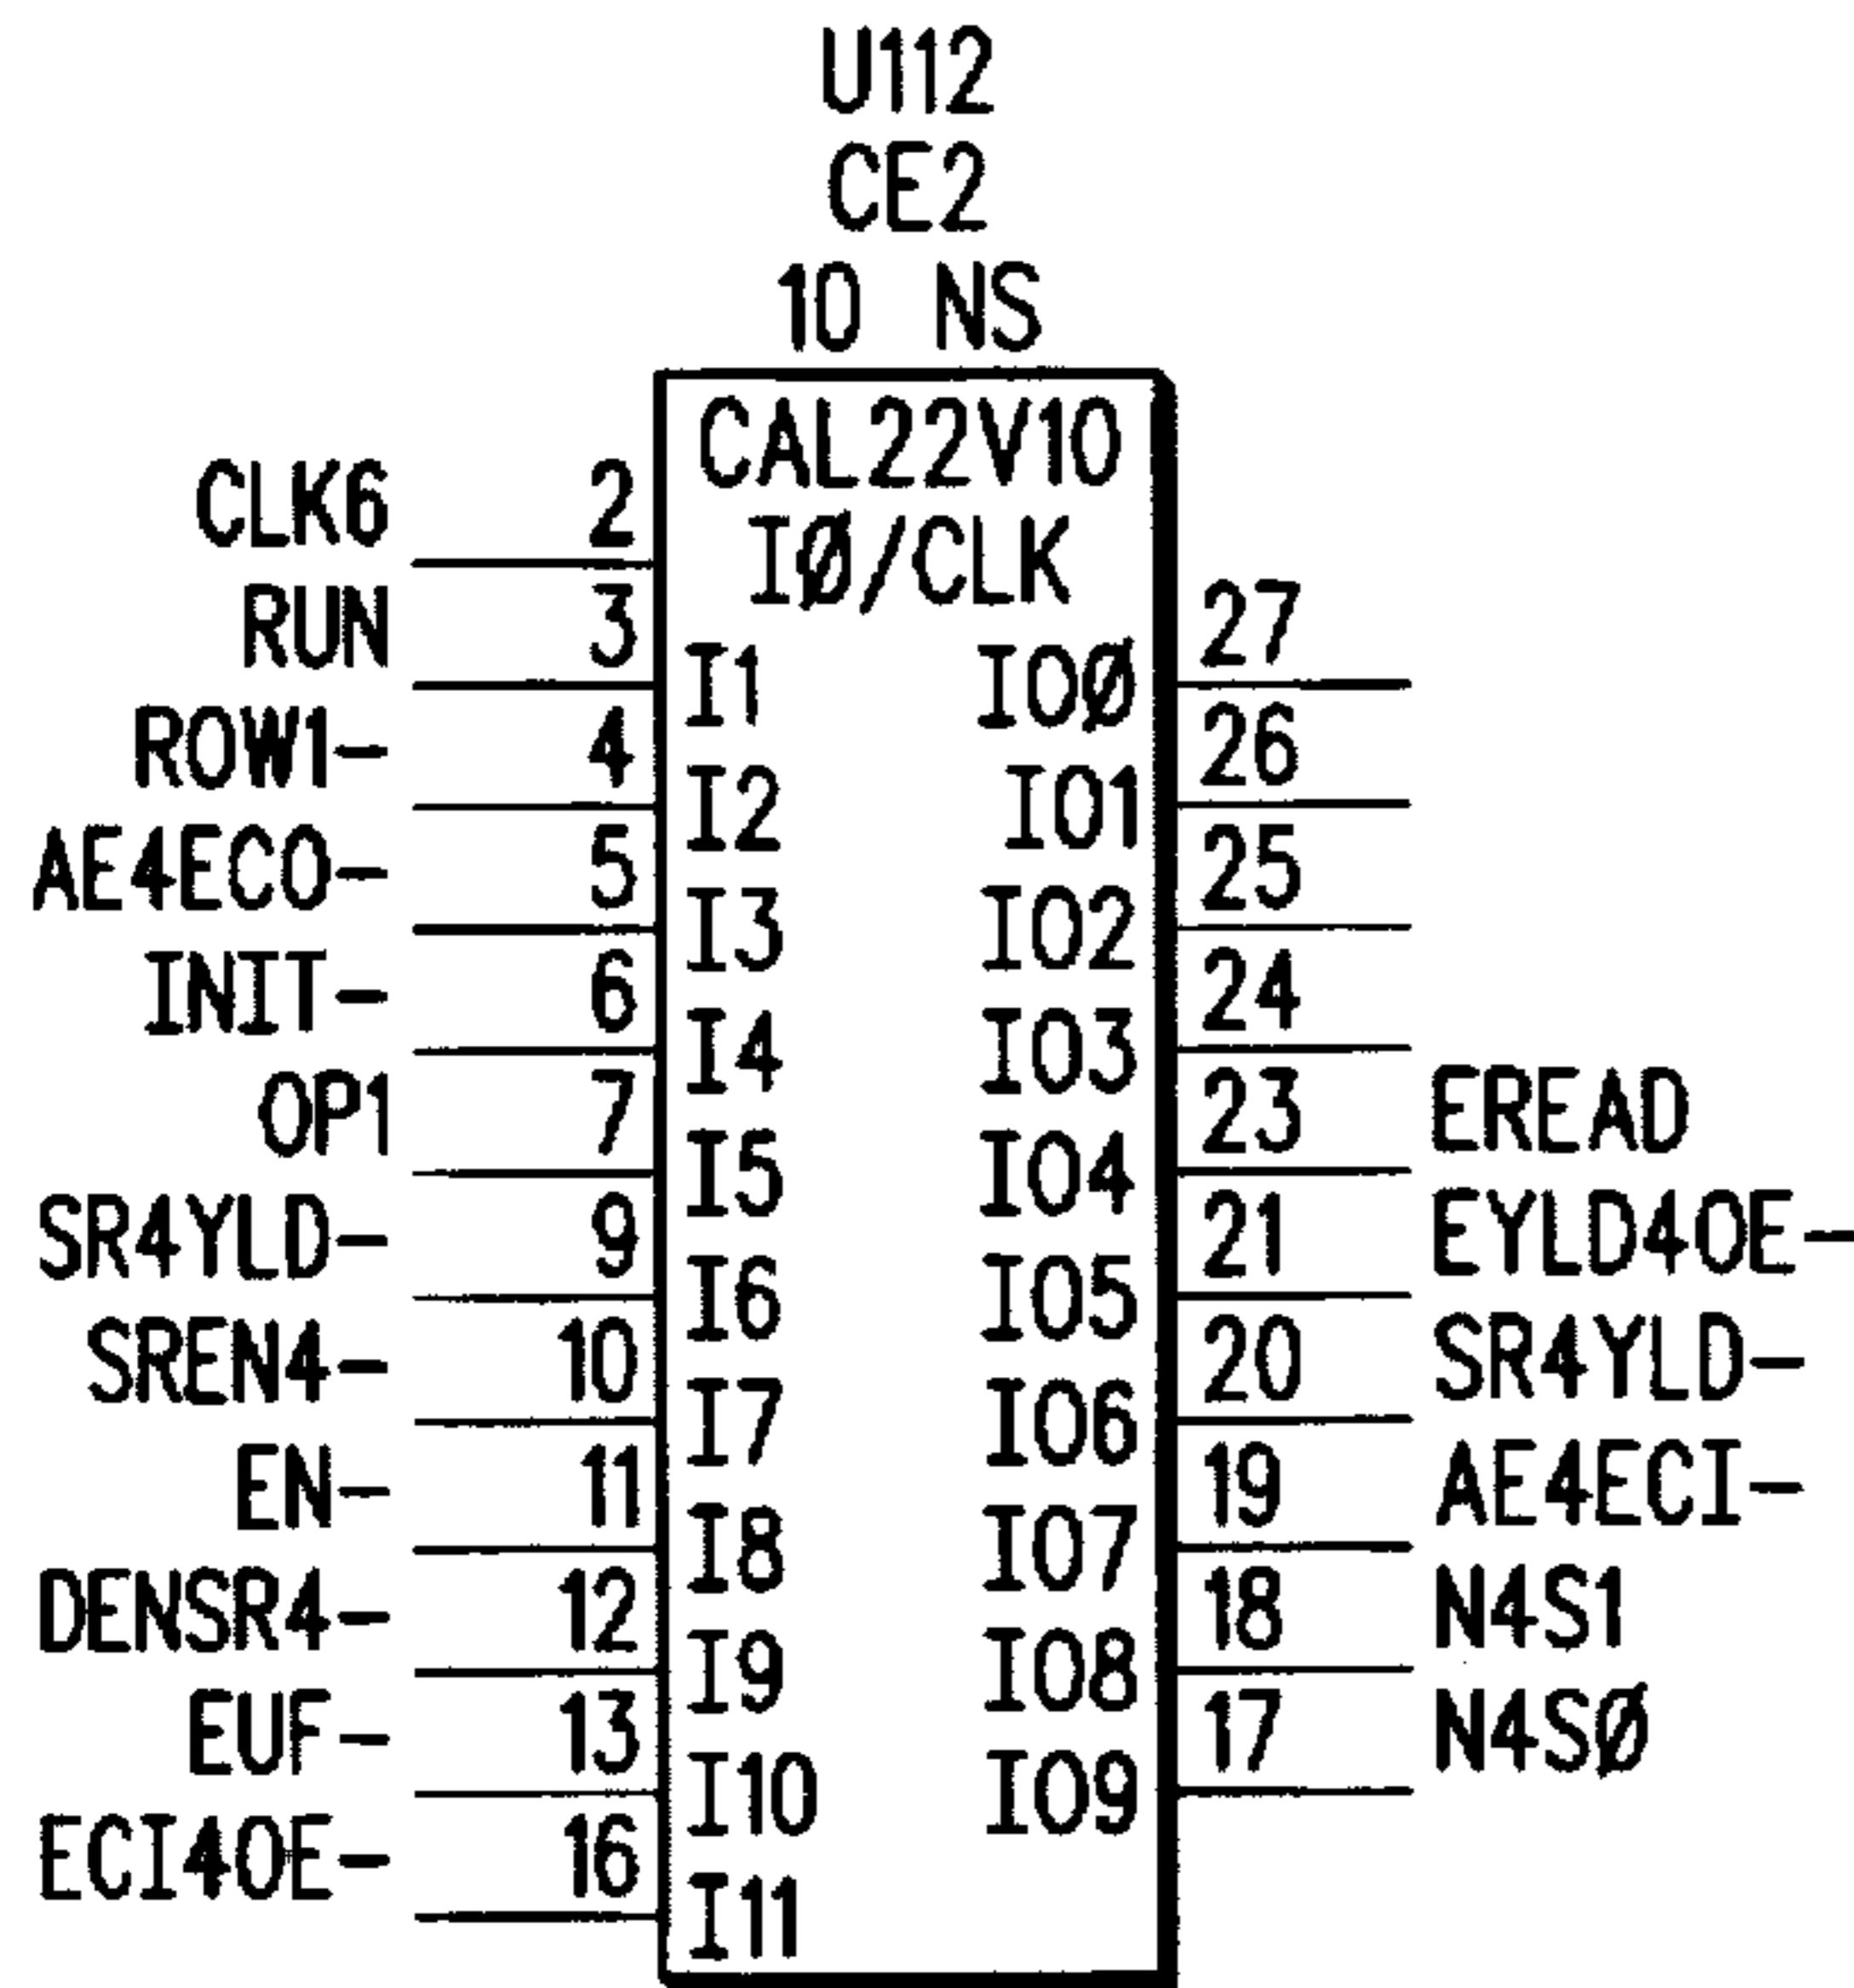 U112
CE2
10 NS
CAL22V10
CLK6 2 IØ/CLK
RUN 3 I1 IOØ 27
ROW1- 4 I2 IO1 26
AE4ECO- 5 I3 IO2 25
INIT- 6 I4 IO3 24
OP1 7 I5 IO4 23 EREAD
SR4YLD- 9 I6 IO5 21 EYLD4OE-
SREN4- 10 I7 IO6 20 SR4YLD-
EN- 11 I8 IO7 19 AE4ECI-
DENSR4- 12 I9 IO8 18 N4S1
EUF- 13 I10 IO9 17 N4SØ
ECI4OE- 16 I11